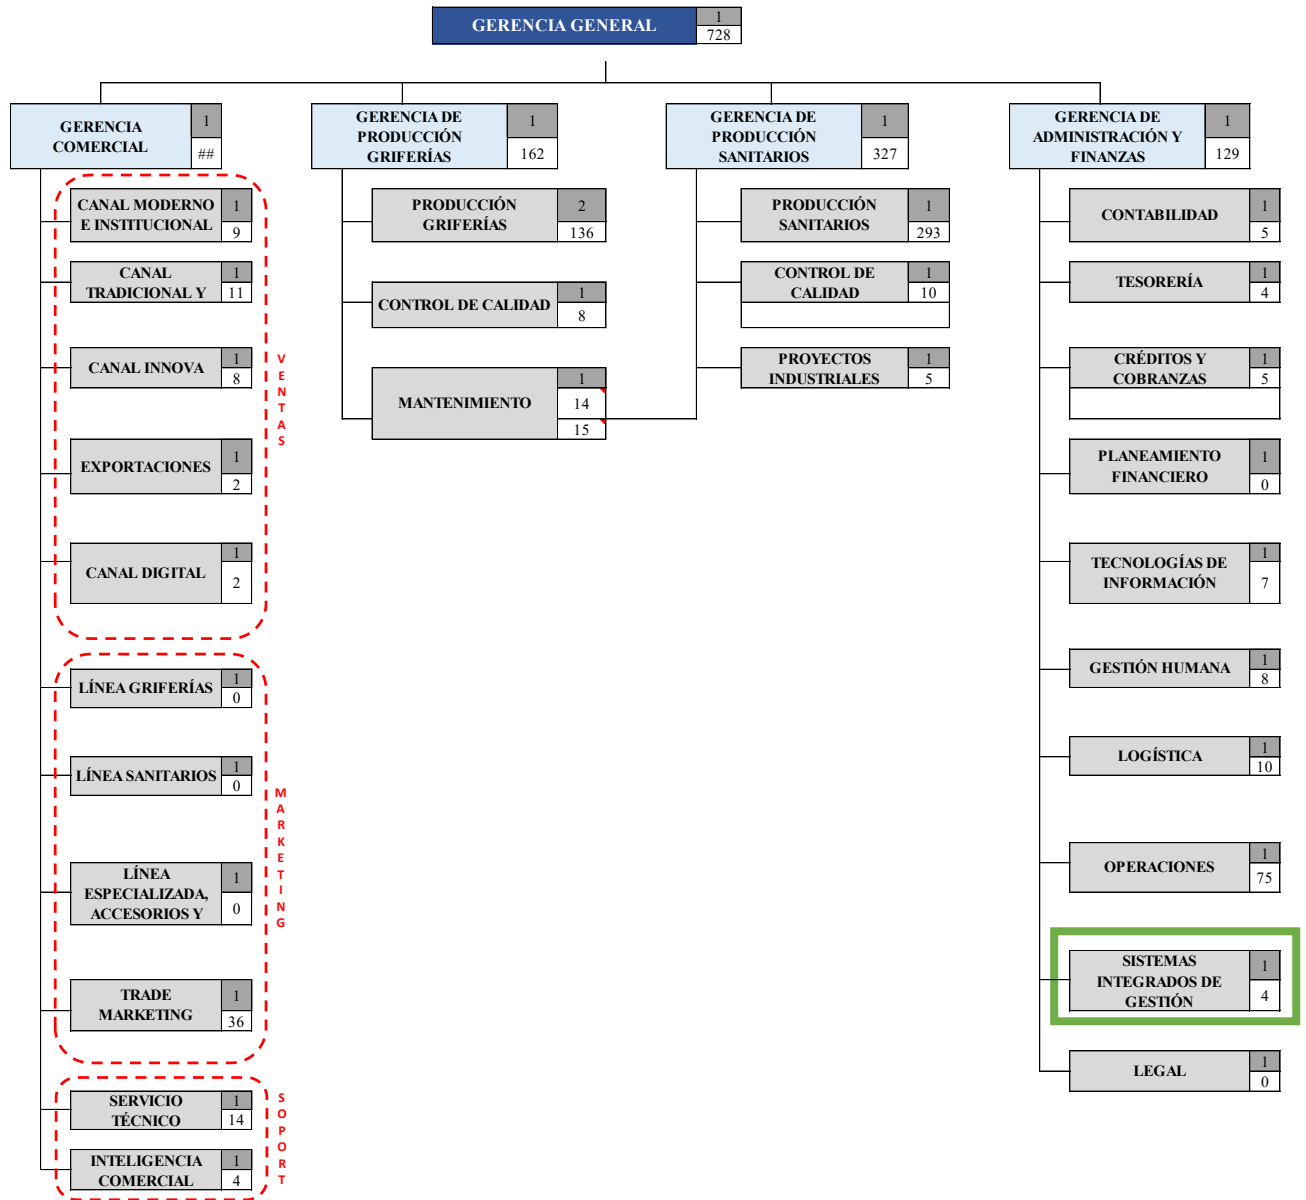 GERENCIA GENERAL
1
728
GERENCIA
COMERCIAL
1
##
GERENCIA DE
PRODUCCIÓN
GRIFERÍAS
1
162
GERENCIA DE
PRODUCCIÓN
SANITARIOS
1
327
GERENCIA DE
ADMINISTRACIÓN Y
FINANZAS
1
129
CANAL MODERNO
E INSTITUCIONAL
1
9
CANAL
TRADICIONAL Y
1
11
CANAL INNOVA
1
8
EXPORTACIONES
1
2
CANAL DIGITAL
1
2
VENTAS
LÍNEA GRIFERÍAS
1
0
LÍNEA SANITARIOS
1
0
LÍNEA
ESPECIALIZADA,
ACCESORIOS Y
1
0
TRADE
MARKETING
1
36
MARKETING
SERVICIO
TÉCNICO
1
14
INTELIGENCIA
COMERCIAL
1
4
SOPORT
PRODUCCIÓN
GRIFERÍAS
2
136
CONTROL DE CALIDAD
1
8
MANTENIMIENTO
1
14
15
PRODUCCIÓN
SANITARIOS
1
293
CONTROL DE
CALIDAD
1
10
PROYECTOS
INDUSTRIALES
1
5
CONTABILIDAD
1
5
TESORERÍA
1
4
CRÉDITOS Y
COBRANZAS
1
5
PLANEAMIENTO
FINANCIERO
1
0
TECNOLOGÍAS DE
INFORMACIÓN
1
7
GESTIÓN HUMANA
1
8
LOGÍSTICA
1
10
OPERACIONES
1
75
SISTEMAS
INTEGRADOS DE
GESTIÓN
1
4
LEGAL
1
0